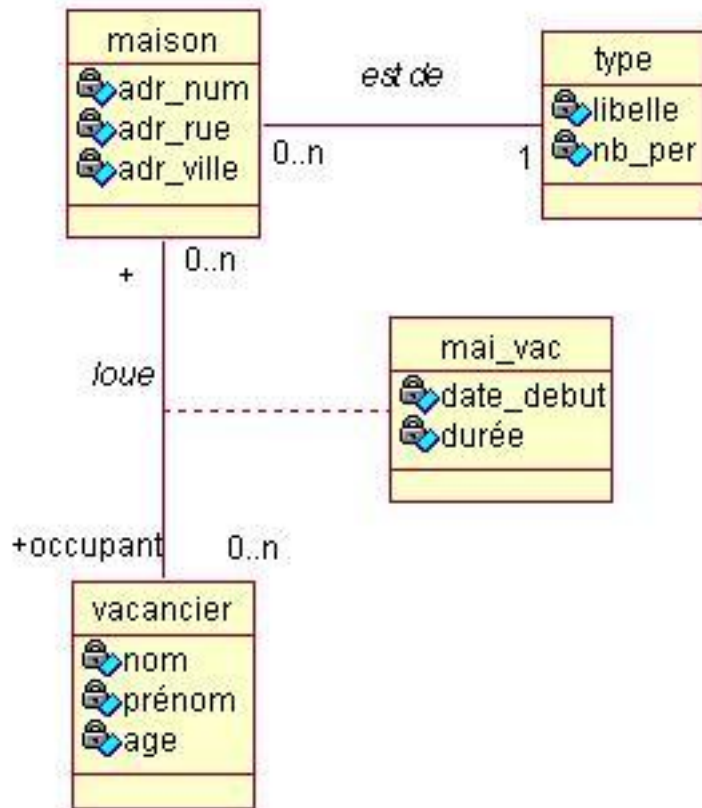 maison
adr_num
adr_rue
adr_ville
est de
0..n
1
type
libelle
nb_per
+
0..n
loue
mai_vac
date_debut
durée
+occupant
0..n
vacancier
nom
prénom
age